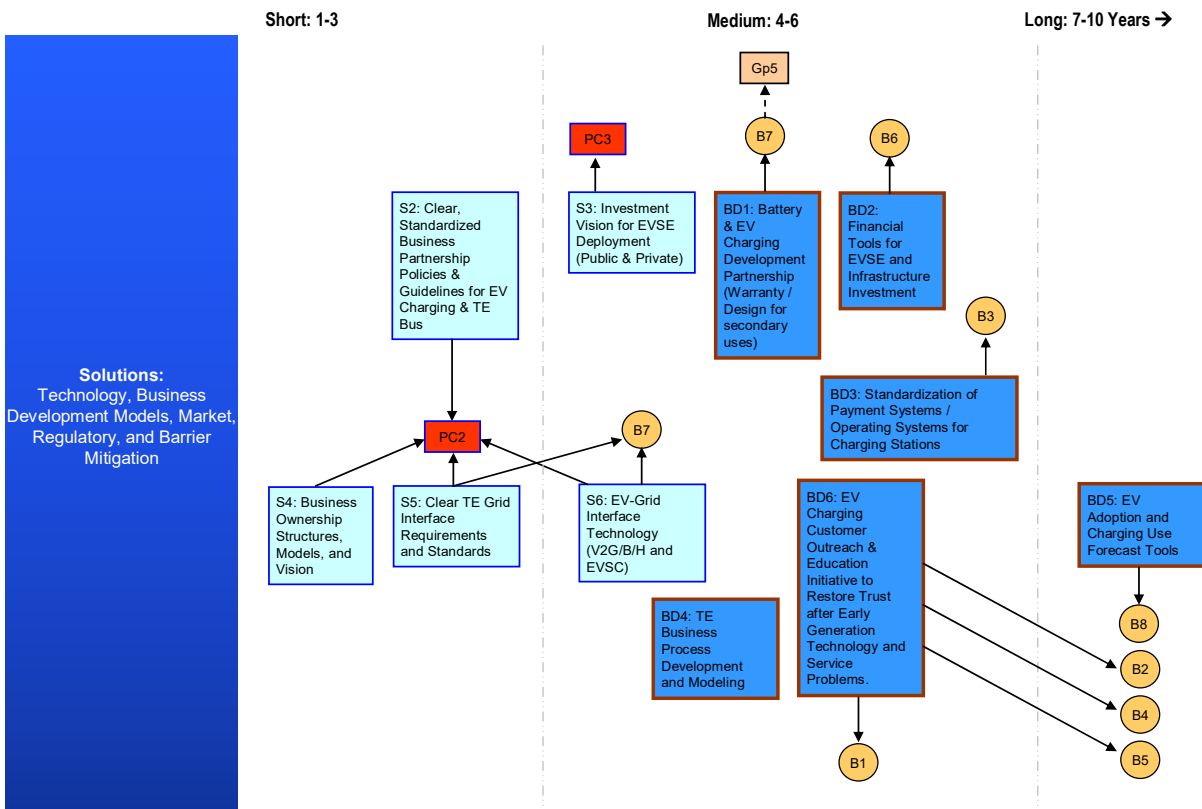 Short: 1-3
Medium: 4-6
Long: 7-10 Years →
Solutions:
Technology, Business
Development Models, Market,
Regulatory, and Barrier
Mitigation
Gp5
PC3
B7
B6
S2: Clear,
Standardized
Business
Partnership
Policies &
Guidelines for EV
Charging & TE
Bus
S3: Investment
Vision for EVSE
Deployment
(Public & Private)
BD1: Battery
& EV
Charging
Development
Partnership
(Warranty /
Design for
secondary
uses)
BD2:
Financial
Tools for
EVSE and
Infrastructure
Investment
B3
BD3: Standardization of
Payment Systems /
Operating Systems for
Charging Stations
PC2
B7
S4: Business
Ownership
Structures,
Models, and
Vision
S5: Clear TE Grid
Interface
Requirements
and Standards
S6: EV-Grid
Interface
Technology
(V2G/B/H and
EVSC)
BD6: EV
Charging
Customer
Outreach &
Education
Initiative to
Restore Trust
after Early
Generation
Technology and
Service
Problems.
BD5: EV
Adoption and
Charging Use
Forecast Tools
BD4: TE
Business
Process
Development
and Modeling
B8
B2
B4
B5
B1